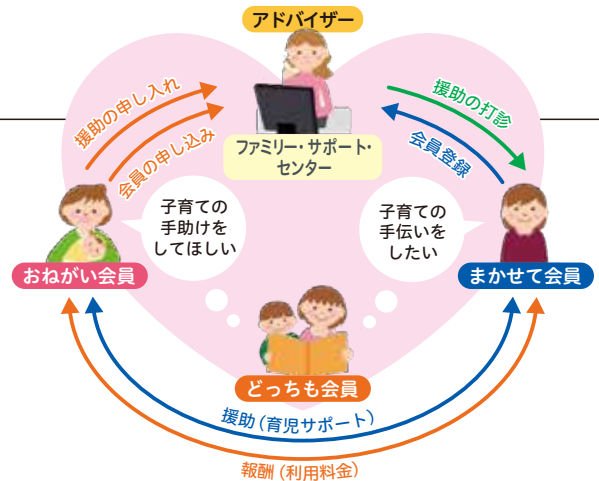 アドバイザー
援助の申し入れ
会員の申し込み
援助の打診
会員登録
ファミリー・サポート・
センター
子育ての
手助けを
してほしい
子育ての
手伝いを
したい
おねがい会員
まかせて会員
どっちも会員
援助(育児サポート)
報酬(利用料金)